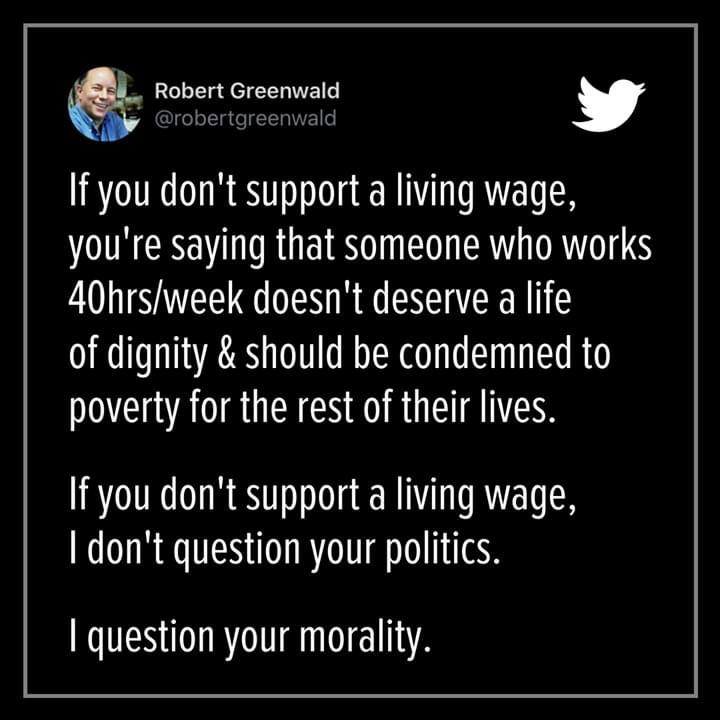 Robert Greenwald
@robertgreenwald
If you don't support a living wage,
you're saying that someone who works
40hrs/week doesn't deserve a life
of dignity & should be condemned to
poverty for the rest of their lives.
If you don't support a living wage,
I don't question your politics.
I question your morality.